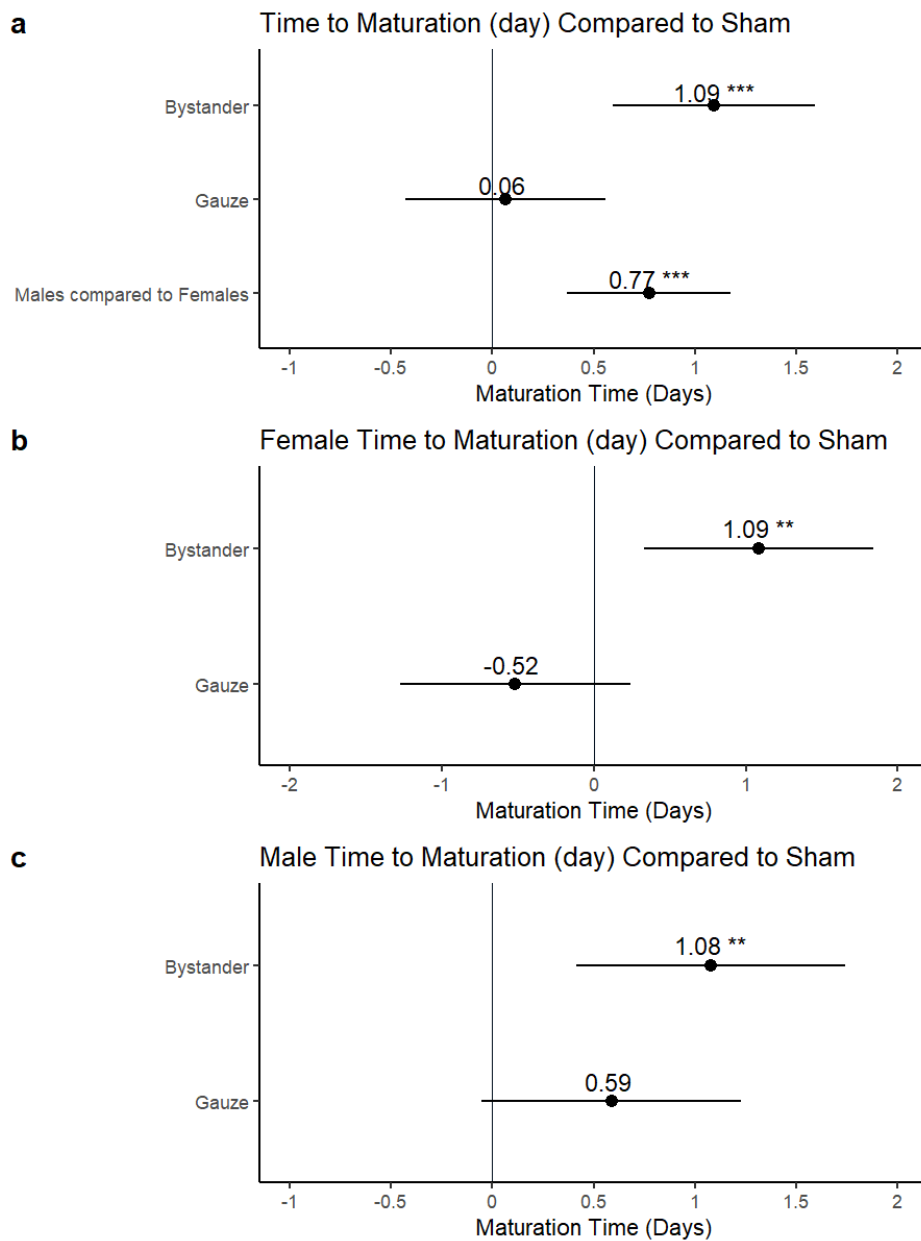 a
Time to Maturation (day) Compared to Sham
Bystander
1.09 ***
Gauze
0.06
Males compared to Females
0.77 ***
-1 -0.5 0 0.5 1 1.5 2
Maturation Time (Days)
b
Female Time to Maturation (day) Compared to Sham
Bystander
1.09 **
Gauze
-0.52
-2 -1 0 1 2
Maturation Time (Days)
c
Male Time to Maturation (day) Compared to Sham
Bystander
1.08 **
Gauze
0.59
-1 -0.5 0 0.5 1 1.5 2
Maturation Time (Days)